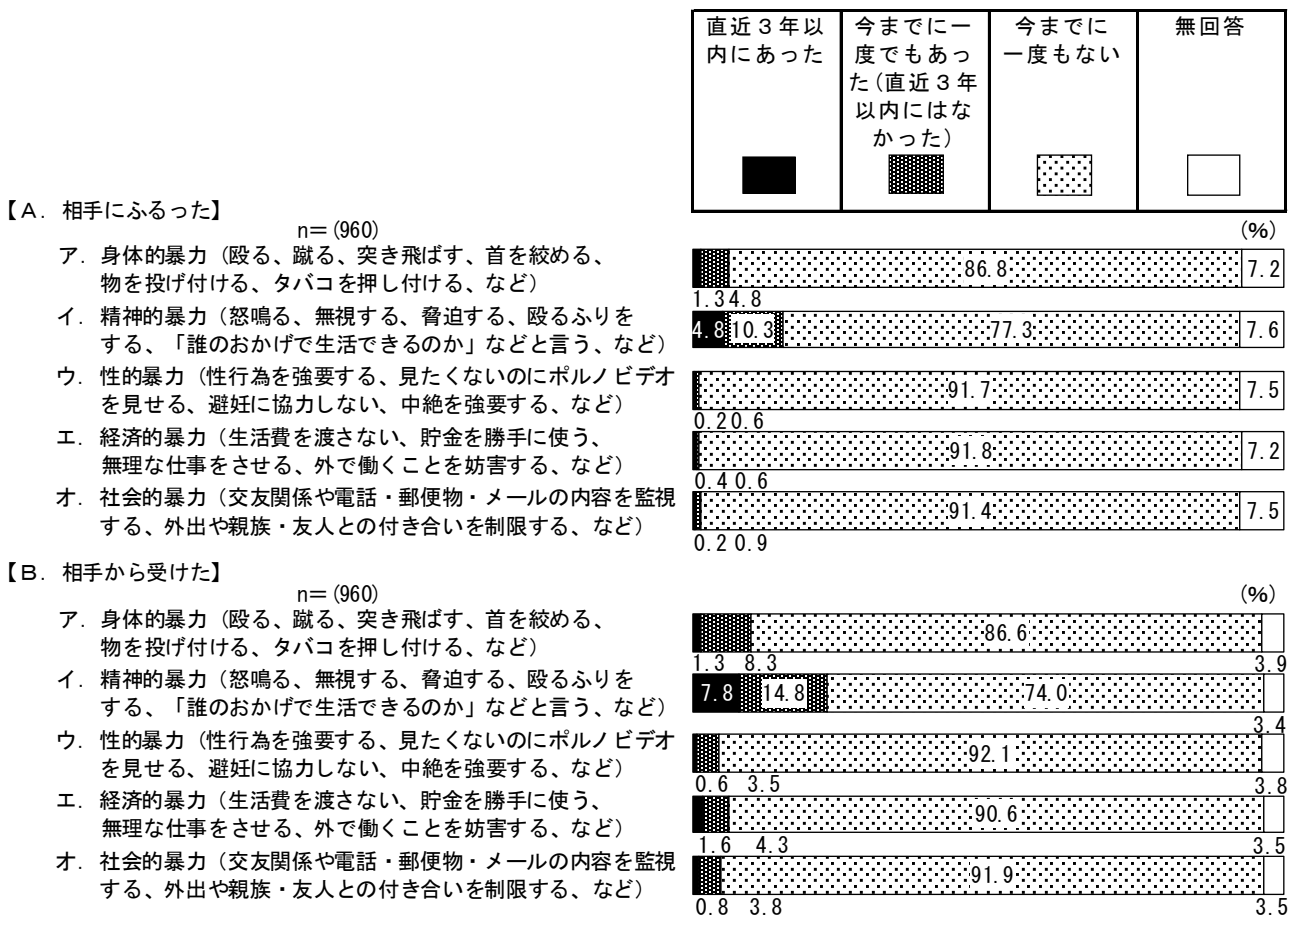 直近３年以
内にあった
今までに一
度でもあっ
た（直近３年
以内にはな
かった）
今までに
一度もない
無回答
【Ａ．相手にふるった】
n＝(960)
(％)
ア．身体的暴力（殴る、蹴る、突き飛ばす、首を絞める、
物を投げ付ける、タバコを押し付ける、など）
86.8 7.2
1.3 4.8
イ．精神的暴力（怒鳴る、無視する、脅迫する、殴るふりを
する、「誰のおかげで生活できるのか」などと言う、など）
4.8 10.3 77.3 7.6
ウ．性的暴力（性行為を強要する、見たくないのにポルノビデオ
を見せる、避妊に協力しない、中絶を強要する、など）
91.7 7.5
0.2 0.6
エ．経済的暴力（生活費を渡さない、貯金を勝手に使う、
無理な仕事をさせる、外で働くことを妨害する、など）
91.8 7.2
0.4 0.6
オ．社会的暴力（交友関係や電話・郵便物・メールの内容を監視
する、外出や親族・友人との付き合いを制限する、など）
91.4 7.5
0.2 0.9
【Ｂ．相手から受けた】
n＝(960)
(％)
ア．身体的暴力（殴る、蹴る、突き飛ばす、首を絞める、
物を投げ付ける、タバコを押し付ける、など）
86.6
1.3 8.3 3.9
イ．精神的暴力（怒鳴る、無視する、脅迫する、殴るふりを
する、「誰のおかげで生活できるのか」などと言う、など）
7.8 14.8 74.0
3.4
ウ．性的暴力（性行為を強要する、見たくないのにポルノビデオ
を見せる、避妊に協力しない、中絶を強要する、など）
92.1
0.6 3.5 3.8
エ．経済的暴力（生活費を渡さない、貯金を勝手に使う、
無理な仕事をさせる、外で働くことを妨害する、など）
90.6
1.6 4.3 3.5
オ．社会的暴力（交友関係や電話・郵便物・メールの内容を監視
する、外出や親族・友人との付き合いを制限する、など）
91.9
0.8 3.8 3.5